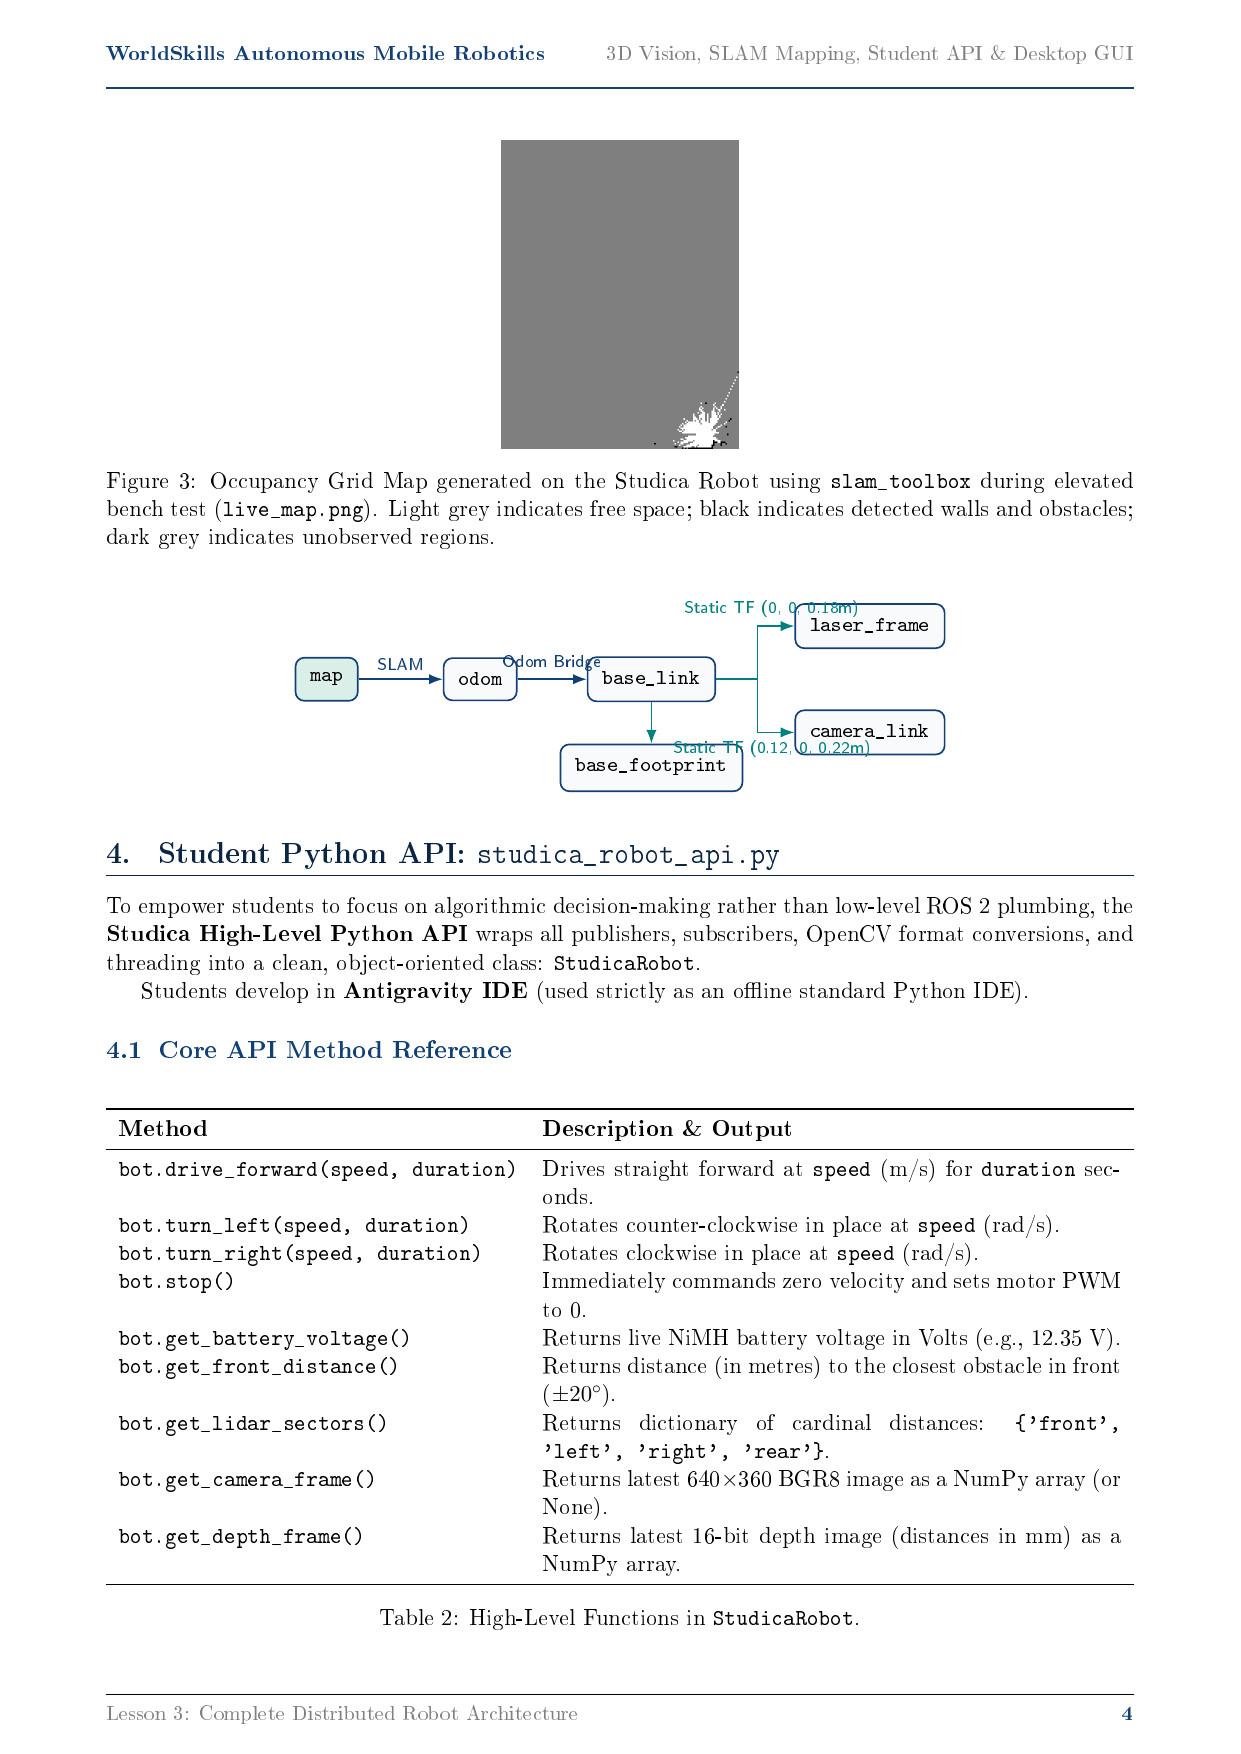 WorldSkills Autonomous Mobile Robotics 3D Vision, SLAM Mapping, Student API & Desktop GUI
Figure 3: Occupancy Grid Map generated on the Studica Robot using slam_toolbox during elevated
bench test (live_map.png). Light grey indicates free space; black indicates detected walls and obstacles;
dark grey indicates unobserved regions.
Static TF (0, 0, 0.18m)
laser_frame
map
SLAM
odom
Odom Bridge
base_link
camera_link
Static TF (0.12, 0, 0.22m)
base_footprint
4. Student Python API: studica_robot_api.py
To empower students to focus on algorithmic decision-making rather than low-level ROS 2 plumbing, the
Studica High-Level Python API wraps all publishers, subscribers, OpenCV format conversions, and
threading into a clean, object-oriented class: StudicaRobot.
Students develop in Antigravity IDE (used strictly as an offline standard Python IDE).
4.1 Core API Method Reference
Method Description & Output
bot.drive_forward(speed, duration) Drives straight forward at speed (m/s) for duration sec-
onds.
bot.turn_left(speed, duration) Rotates counter-clockwise in place at speed (rad/s).
bot.turn_right(speed, duration) Rotates clockwise in place at speed (rad/s).
bot.stop() Immediately commands zero velocity and sets motor PWM
to 0.
bot.get_battery_voltage() Returns live NiMH battery voltage in Volts (e.g., 12.35 V).
bot.get_front_distance() Returns distance (in metres) to the closest obstacle in front
(±20°).
bot.get_lidar_sectors() Returns dictionary of cardinal distances: {'front',
'left', 'right', 'rear'}.
bot.get_camera_frame() Returns latest 640×360 BGR8 image as a NumPy array (or
None).
bot.get_depth_frame() Returns latest 16-bit depth image (distances in mm) as a
NumPy array.
Table 2: High-Level Functions in StudicaRobot.
Lesson 3: Complete Distributed Robot Architecture 4